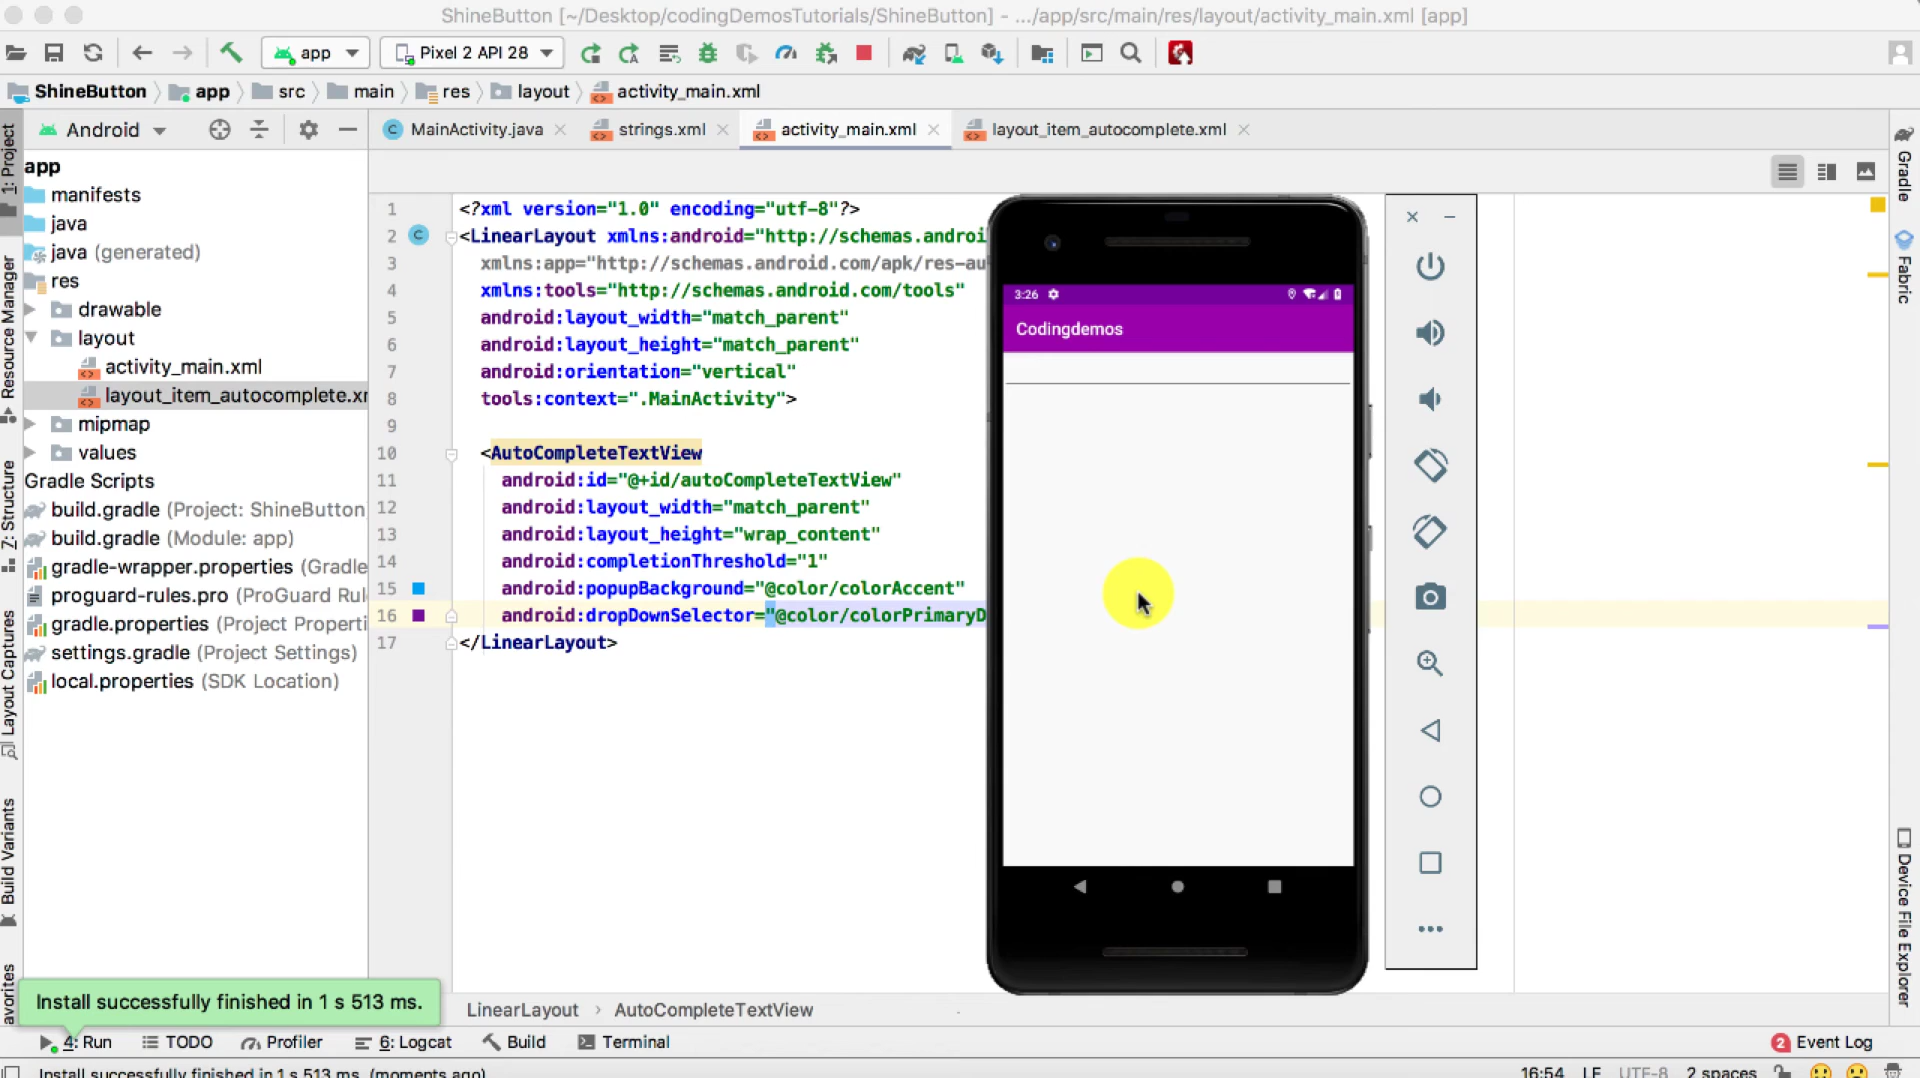 ShineButton [~/Desktop/codingDemosTutorials/ShineButton] - .../app/src/main/res/layout/activity_main.xml [app]
app
Pixel 2 API 28
ShineButton
app
src
main
res
layout
activity_main.xml
Android
MainActivity.java
strings.xml
activity_main.xml
layout_item_autocomplete.xml
1: Project
Resource Manager
Z: Structure
Layout Captures
Build Variants
avorites
app
manifests
java
java (generated)
res
drawable
layout
activity_main.xml
layout_item_autocomplete.xr
mipmap
values
Gradle Scripts
build.gradle (Project: ShineButton
build.gradle (Module: app)
gradle-wrapper.properties (Gradle
proguard-rules.pro (ProGuard Rul
gradle.properties (Project Properti
settings.gradle (Project Settings)
local.properties (SDK Location)
1 <?xml version="1.0" encoding="utf-8"?>
2 <LinearLayout xmlns:android="http://schemas.androi
3 xmlns:app="http://schemas.android.com/apk/res-au
4 xmlns:tools="http://schemas.android.com/tools"
5 android:layout_width="match_parent"
6 android:layout_height="match_parent"
7 android:orientation="vertical"
8 tools:context=".MainActivity">
9
10 <AutoCompleteTextView
11 android:id="@+id/autoCompleteTextView"
12 android:layout_width="match_parent"
13 android:layout_height="wrap_content"
14 android:completionThreshold="1"
15 android:popupBackground="@color/colorAccent"
16 android:dropDownSelector="@color/colorPrimaryD
17 </LinearLayout>
3:26
Codingdemos
Gradle
Fabric
Device File Explorer
Install successfully finished in 1 s 513 ms.
LinearLayout › AutoCompleteTextView
4: Run
TODO
Profiler
6: Logcat
Build
Terminal
2 Event Log
Install successfully finished in 1 s 513 ms. (moments ago)
16:54 LF UTF-8 2 spaces